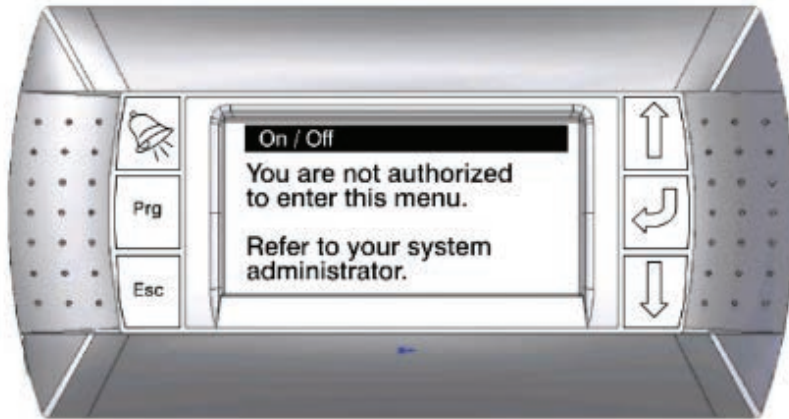 On / Off
You are not authorized
to enter this menu.
Refer to your system
administrator.
Prg
Esc